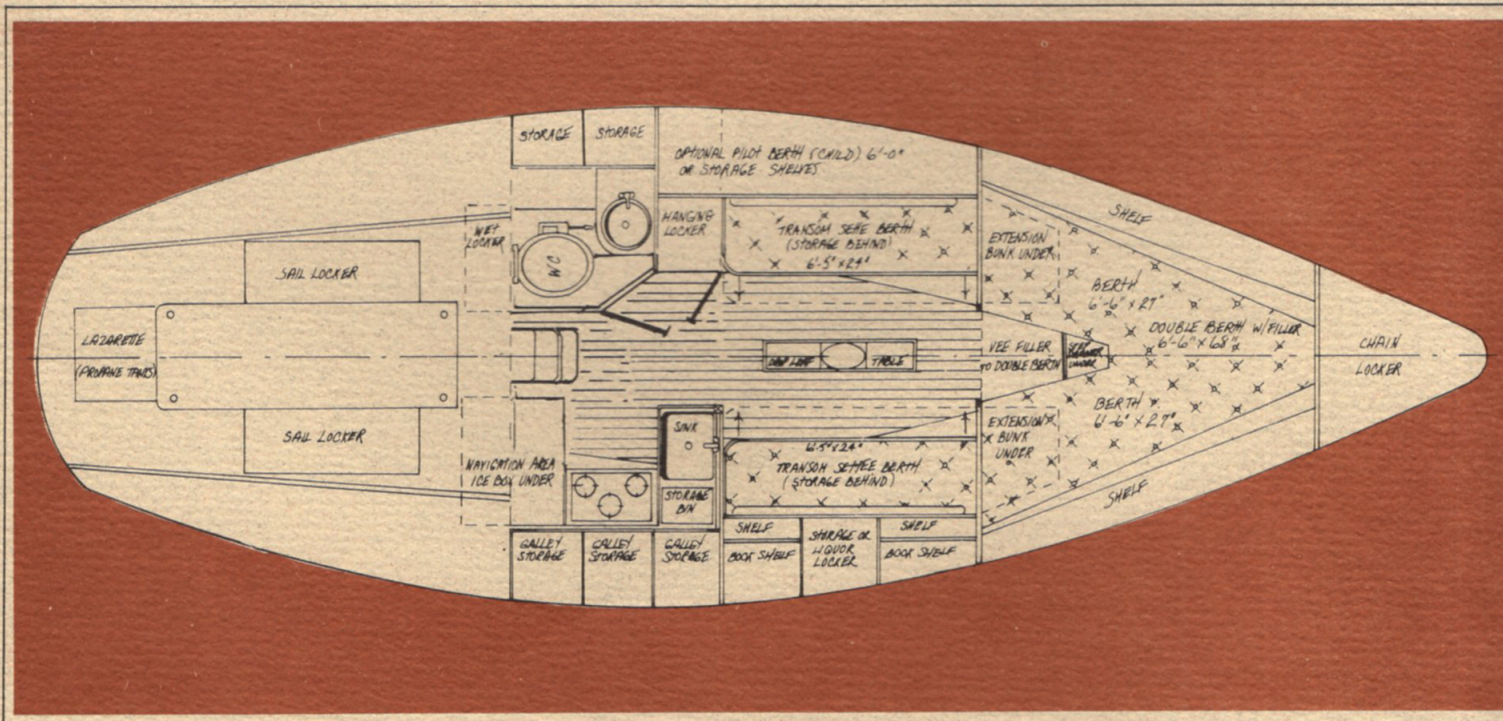 STORAGE
STORAGE
OPTIONAL PILOT BERTH (CHILD) 6'-0"
OR STORAGE SHELVES
WET
LOCKER
WC
HANGING
LOCKER
TRANSOM SETTE BERTH
(STORAGE BEHIND)
6'-5" x 24"
EXTENSION
BUNK UNDER
SHELF
BERTH
6'-6" x 27"
DOUBLE BERTH W/FILLER
6'-6" x 68"
SAIL LOCKER
LAZARETTE
(PROPANE TANKS)
DROP LEAF
TABLE
VEE FILLER
TO DOUBLE BERTH
UNDER
CHAIN
LOCKER
SAIL LOCKER
NAVIGATION AREA
ICE BOX UNDER
SINK
STORAGE
BIN
6'-5" x 24"
TRANSOM SETTEE BERTH
(STORAGE BEHIND)
EXTENSION
BUNK
UNDER
BERTH
6'-6" x 27"
SHELF
GALLEY
STORAGE
GALLEY
STORAGE
GALLEY
STORAGE
SHELF
BOOK SHELF
STORAGE OR
LIQUOR
LOCKER
SHELF
BOOK SHELF